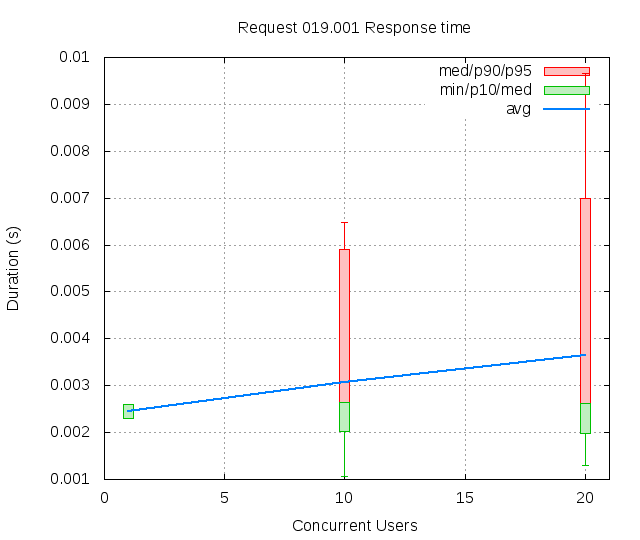 Request 019.001 Response time
med/p90/p95
min/p10/med
avg
0.01
0.009
0.008
0.007
0.006
0.005
0.004
0.003
0.002
0.001
Duration (s)
0 5 10 15 20
Concurrent Users